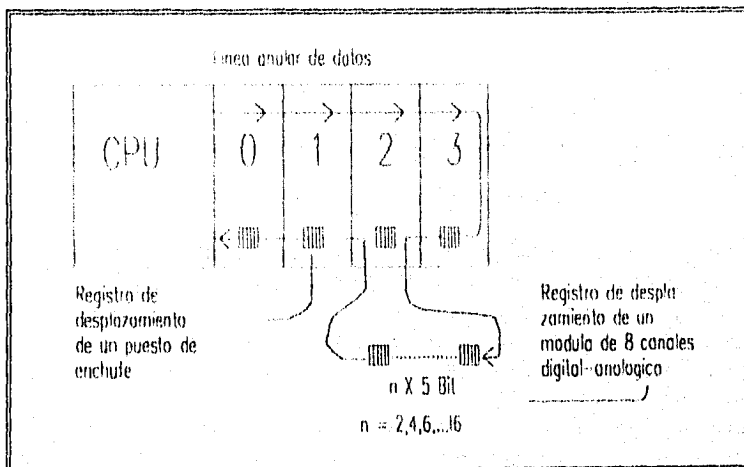 Linea anular de datos
CPU 0 1 2 3
Registro de
desplazamiento
de un puesto de
enchufe
Registro de despla
zamiento de un
modulo de 8 canales
digital-analogica
n X 5 Bit
n = 2,4,6,...16